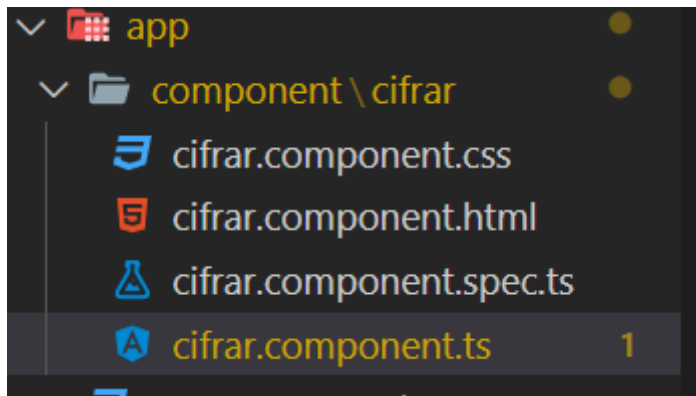 app
component \ cifrar
cifrar.component.css
cifrar.component.html
cifrar.component.spec.ts
cifrar.component.ts 1